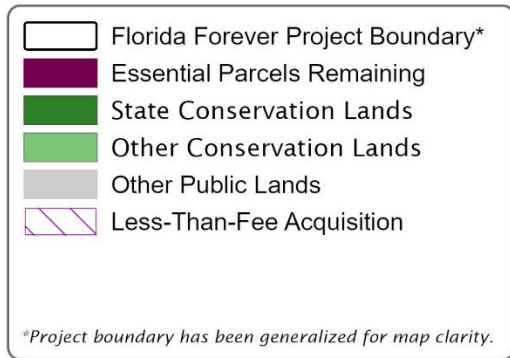 Florida Forever Project Boundary*
Essential Parcels Remaining
State Conservation Lands
Other Conservation Lands
Other Public Lands
Less-Than-Fee Acquisition
*Project boundary has been generalized for map clarity.